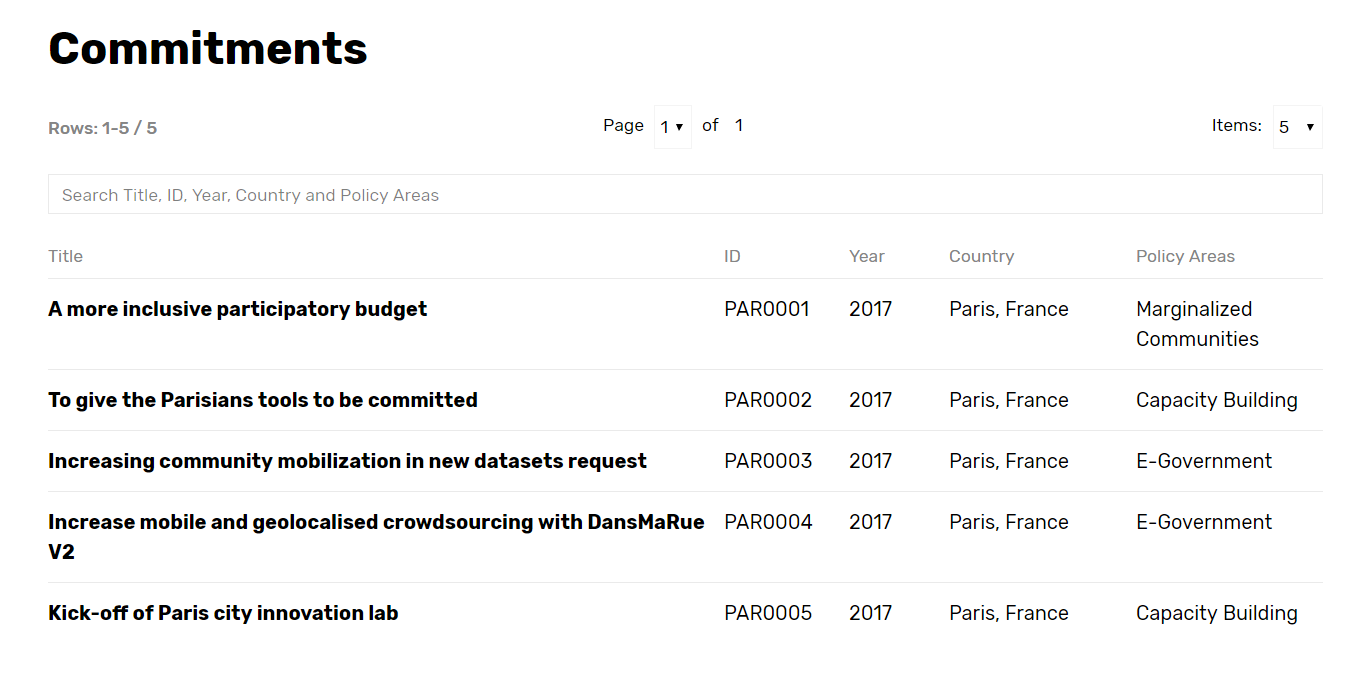 Commitments
Rows: 1-5 / 5 Page 1 ▾ of 1 Items: 5 ▾
Search Title, ID, Year, Country and Policy Areas
Title ID Year Country Policy Areas
A more inclusive participatory budget PAR0001 2017 Paris, France Marginalized
Communities
To give the Parisians tools to be committed PAR0002 2017 Paris, France Capacity Building
Increasing community mobilization in new datasets request PAR0003 2017 Paris, France E-Government
Increase mobile and geolocalised crowdsourcing with DansMaRue PAR0004 2017 Paris, France E-Government
V2
Kick-off of Paris city innovation lab PAR0005 2017 Paris, France Capacity Building